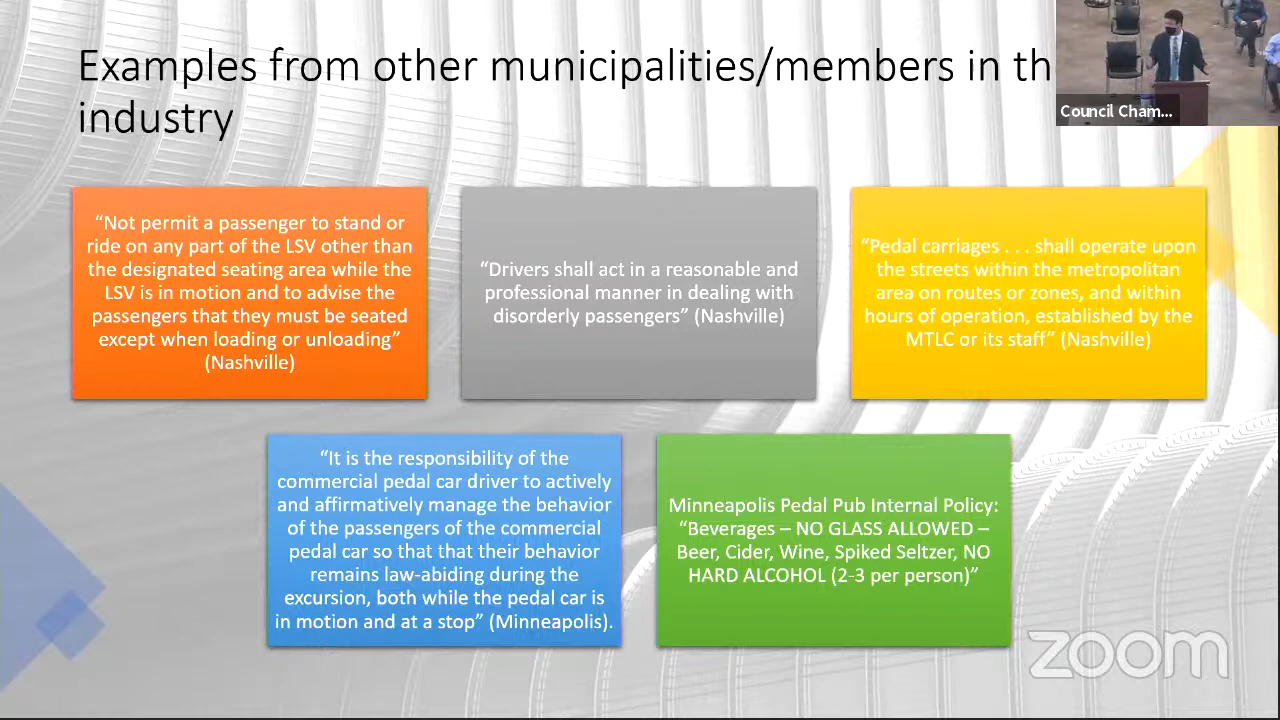 Examples from other municipalities/members in th
industry
Council Cham...
“Not permit a passenger to stand or
ride on any part of the LSV other than
the designated seating area while the
LSV is in motion and to advise the
passengers that they must be seated
except when loading or unloading”
(Nashville)
“Drivers shall act in a reasonable and
professional manner in dealing with
disorderly passengers” (Nashville)
“Pedal carriages . . . shall operate upon
the streets within the metropolitan
area on routes or zones, and within
hours of operation, established by the
MTLC or its staff” (Nashville)
“It is the responsibility of the
commercial pedal car driver to actively
and affirmatively manage the behavior
of the passengers of the commercial
pedal car so that that their behavior
remains law-abiding during the
excursion, both while the pedal car is
in motion and at a stop” (Minneapolis).
Minneapolis Pedal Pub Internal Policy:
“Beverages – NO GLASS ALLOWED –
Beer, Cider, Wine, Spiked Seltzer, NO
HARD ALCOHOL (2-3 per person)”
zoom